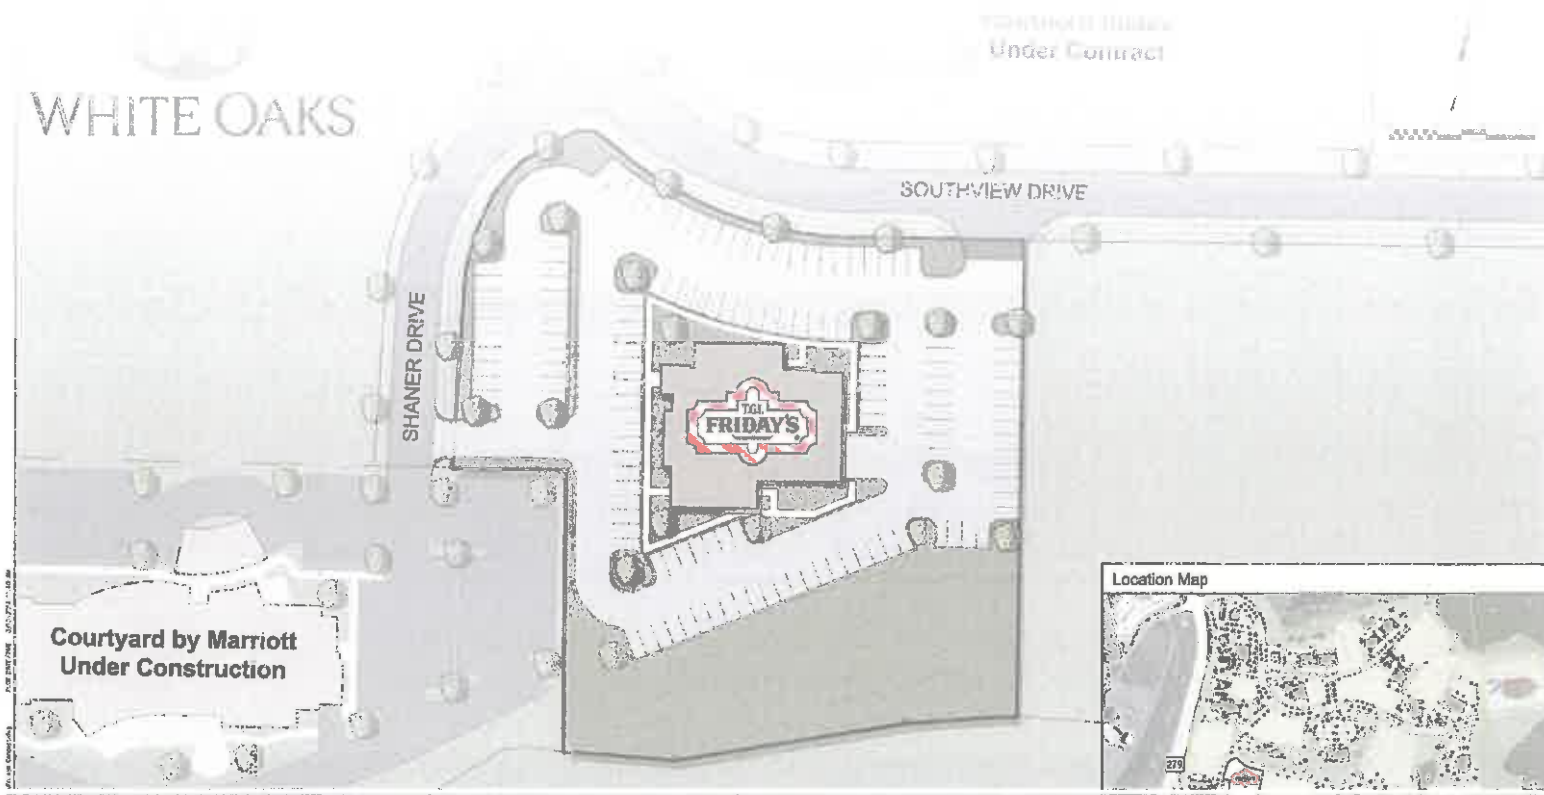 Under Contract
WHITE OAKS
SOUTHVIEW DRIVE
SHANER DRIVE
T.G.I.
FRIDAY'S
Location Map
Courtyard by Marriott
Under Construction
279